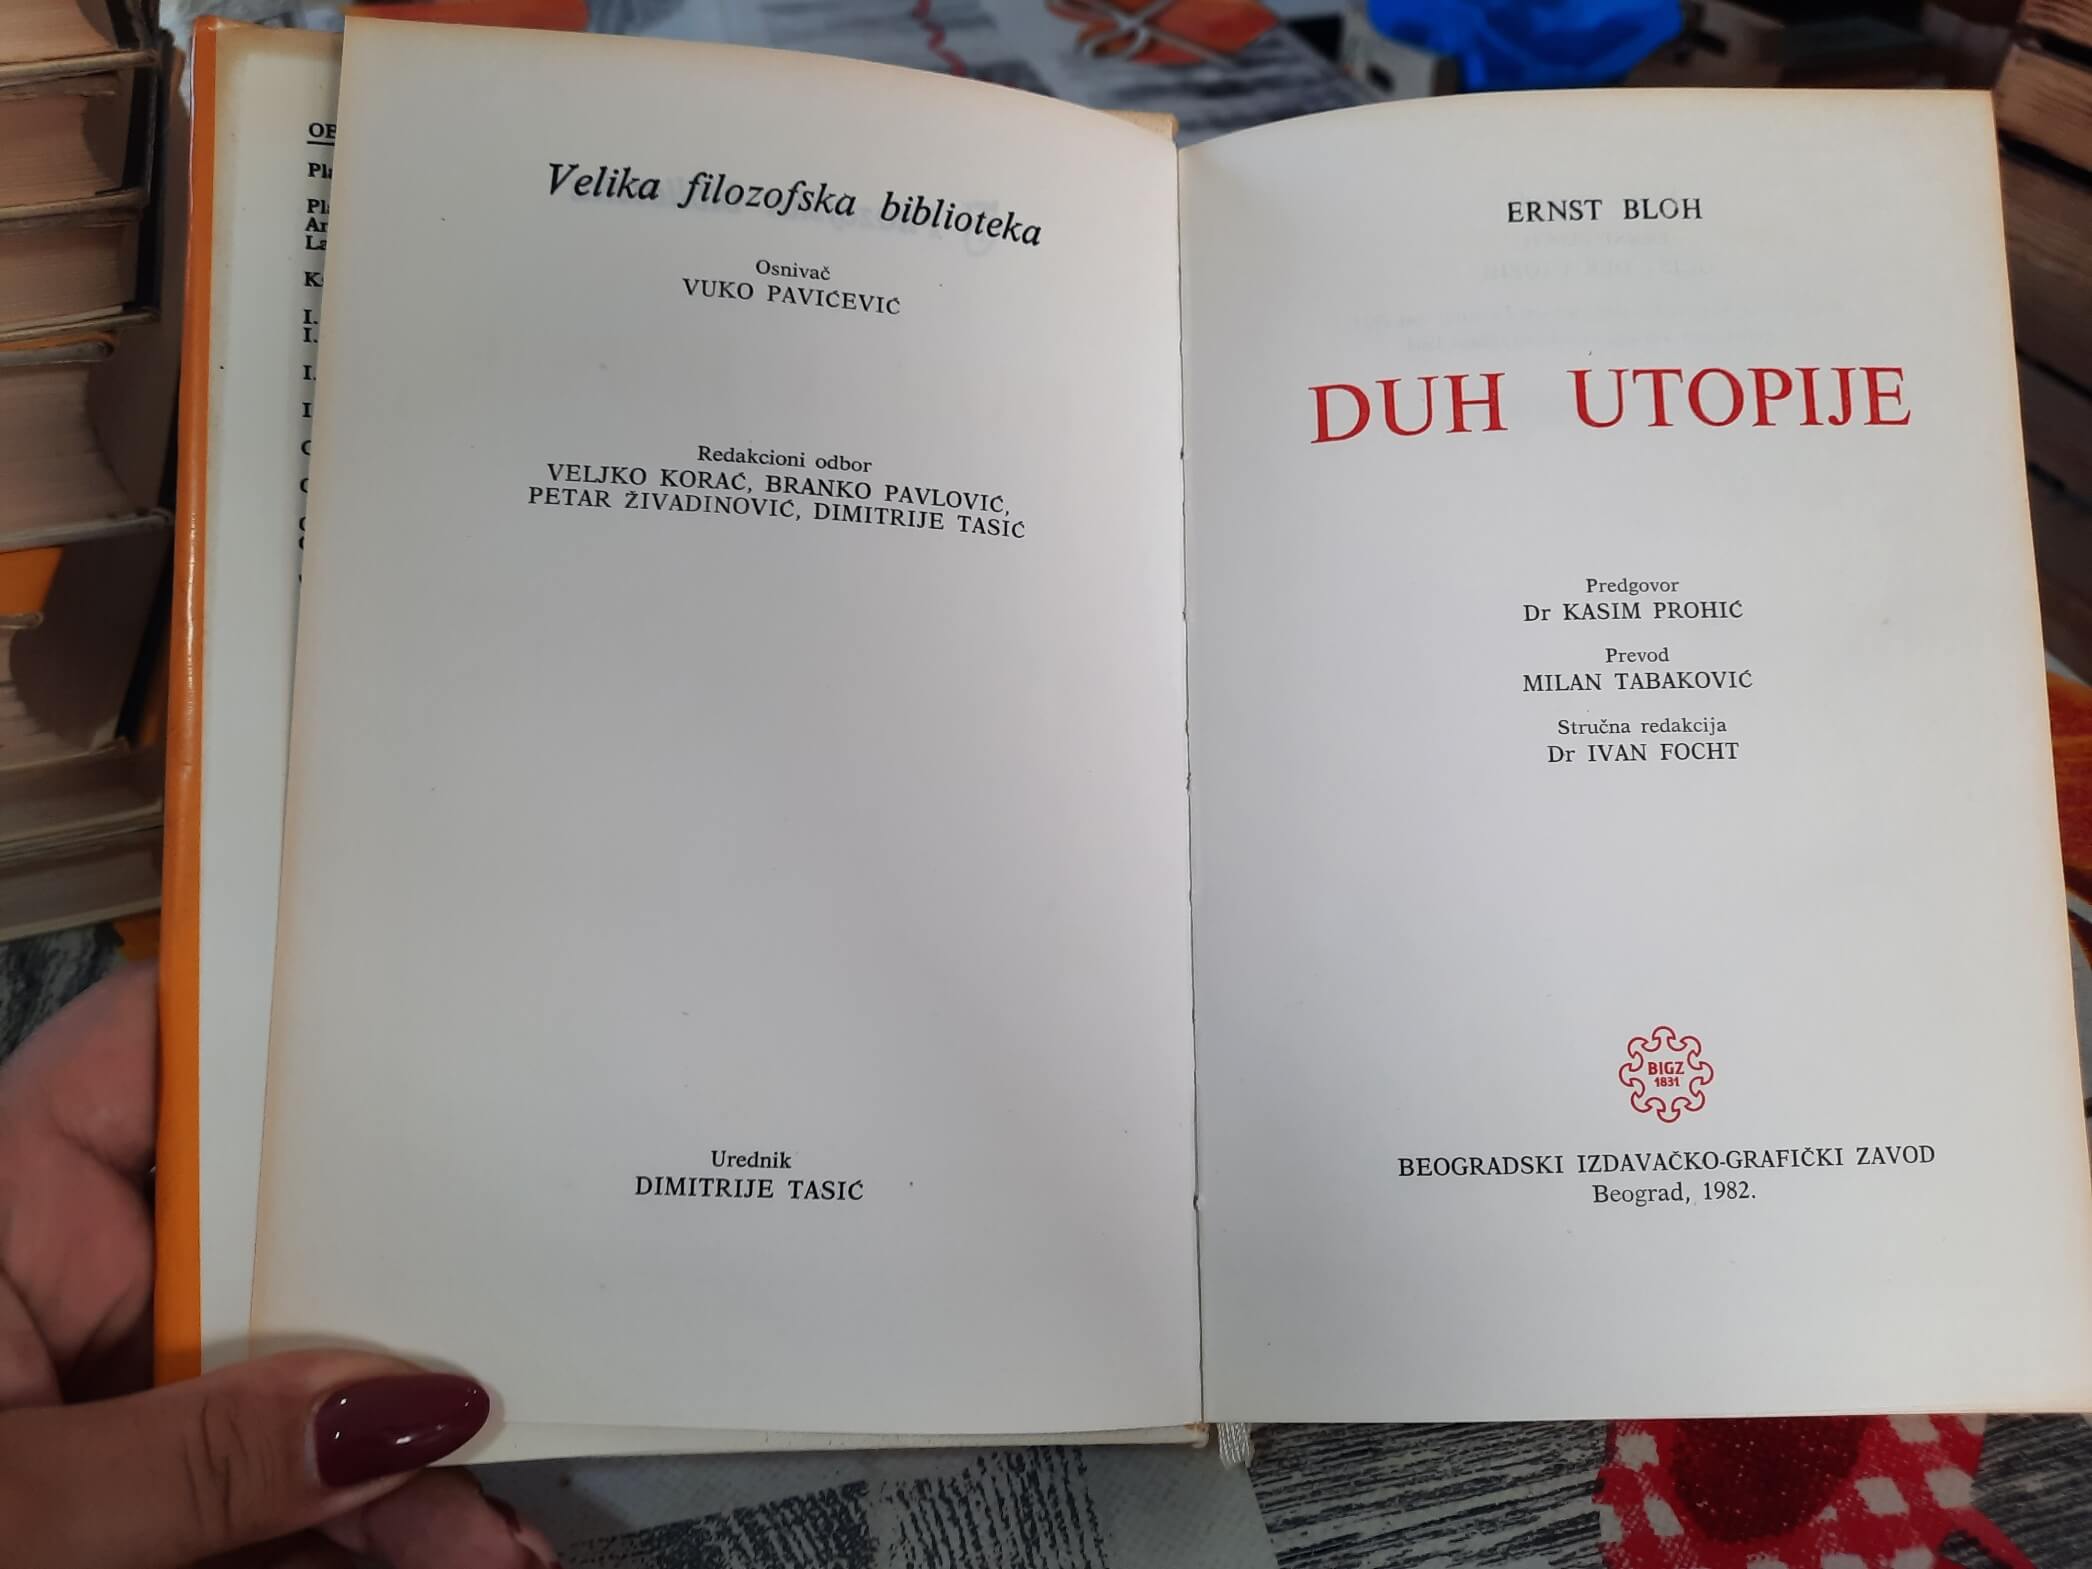 Velika filozofska biblioteka
Osnivač
VUKO PAVIĆEVIĆ
Redakcioni odbor
VELJKO KORAĆ, BRANKO PAVLOVIĆ,
PETAR ŽIVADINOVIĆ, DIMITRIJE TASIĆ
Urednik
DIMITRIJE TASIĆ
ERNST BLOH
DUH UTOPIJE
Predgovor
Dr KASIM PROHIĆ
Prevod
MILAN TABAKOVIĆ
Stručna redakcija
Dr IVAN FOCHT
BIGZ
1831
BEOGRADSKI IZDAVAČKO-GRAFIČKI ZAVOD
Beograd, 1982.